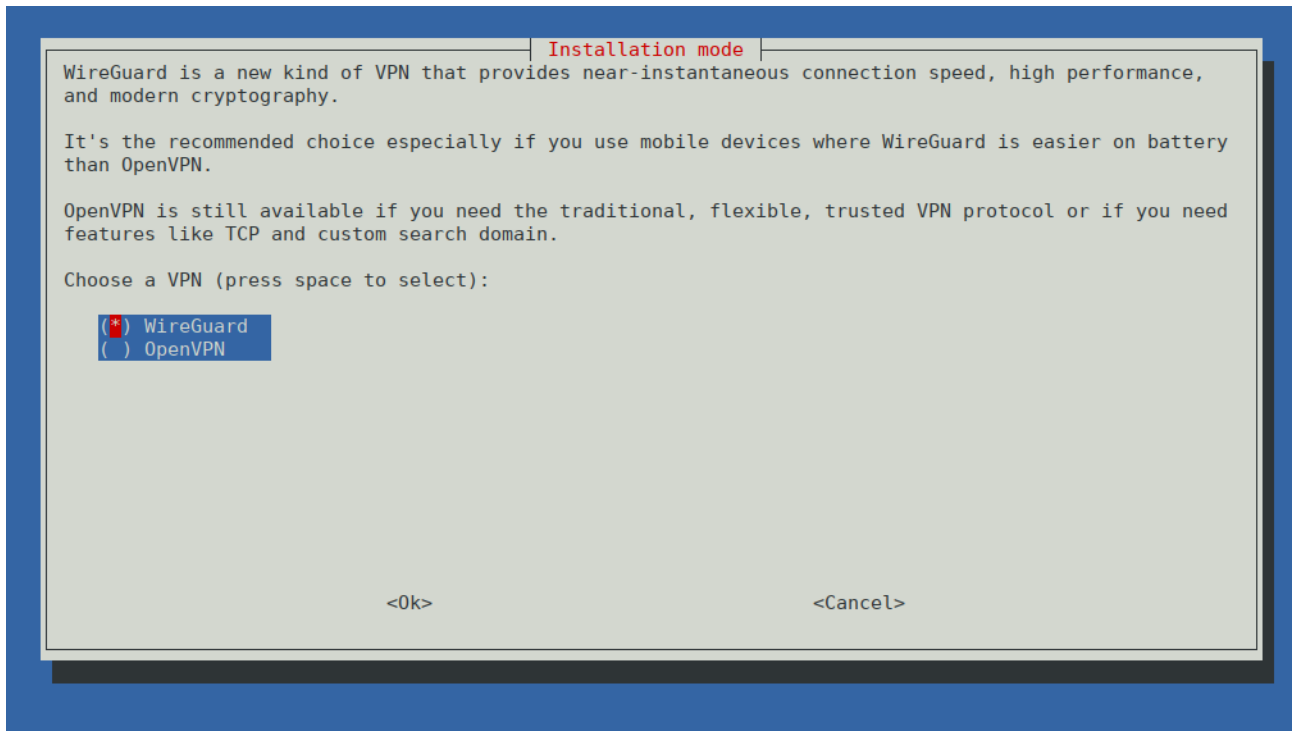 Installation mode
WireGuard is a new kind of VPN that provides near-instantaneous connection speed, high performance,
and modern cryptography.
It's the recommended choice especially if you use mobile devices where WireGuard is easier on battery
than OpenVPN.
OpenVPN is still available if you need the traditional, flexible, trusted VPN protocol or if you need
features like TCP and custom search domain.
Choose a VPN (press space to select):
(*) WireGuard
( ) OpenVPN
<Ok> <Cancel>